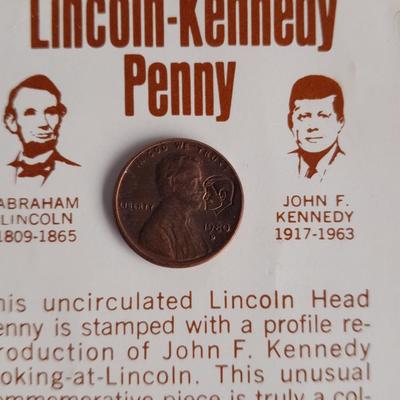 Lincoln-Kennedy
Penny
ABRAHAM
LINCOLN
1809-1865
JOHN F.
KENNEDY
1917-1963
IN GOD WE TRUST
LIBERTY
1980
D
his uncirculated Lincoln Head
enny is stamped with a profile re-
roduction of John F. Kennedy
ooking-at-Lincoln. This unusual
ommemorative piece is truly a col-